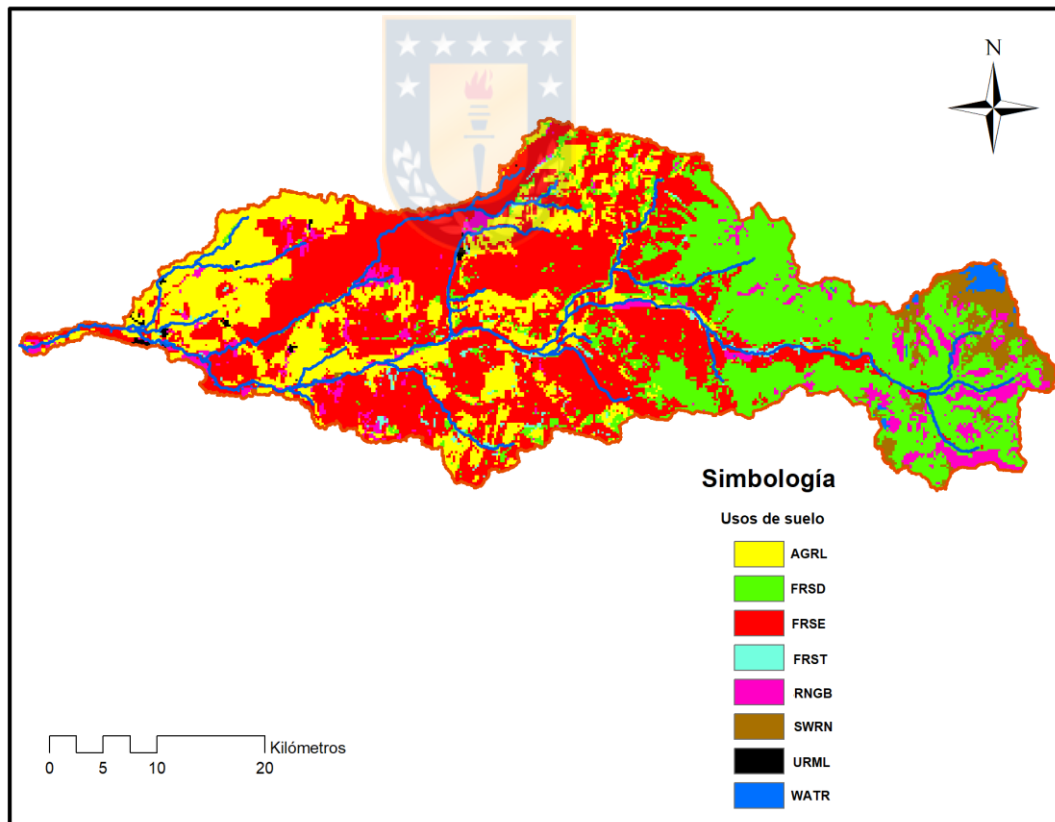 N
Simbología
Usos de suelo
AGRL
FRSD
FRSE
FRST
RNGB
SWRN
URML
WATR
Kilómetros
0 5 10 20